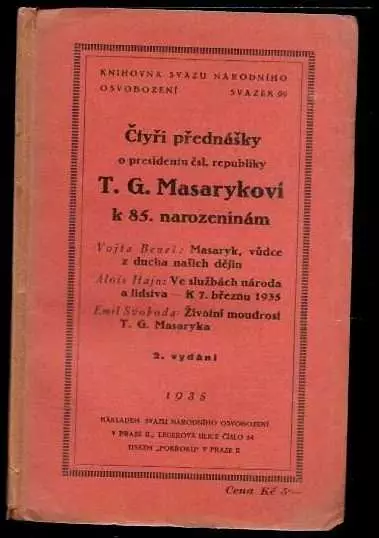 KNIHOVNA SVAZU NÁRODNÍHO
OSVOBOZENÍ SVAZEK 99
Čtyři přednášky
o presidentu čsl. republiky
T. G. Masarykovi
k 85. narozeninám
Vojta Beneš: Masaryk, vůdce
z ducha našich dějin
Alois Hajn: Ve službách národa
a lidstva — K 7. březnu 1935
Emil Svoboda: Životní moudrost
T. G. Masaryka
2. vydání
1935
NÁKLADEM SVAZU NÁRODNÍHO OSVOBOZENÍ
V PRAZE II., LEGEROVA ULICE ČÍSLO
TISKEM „POKROKU" V PRAZE II
Cena Kč 5·—